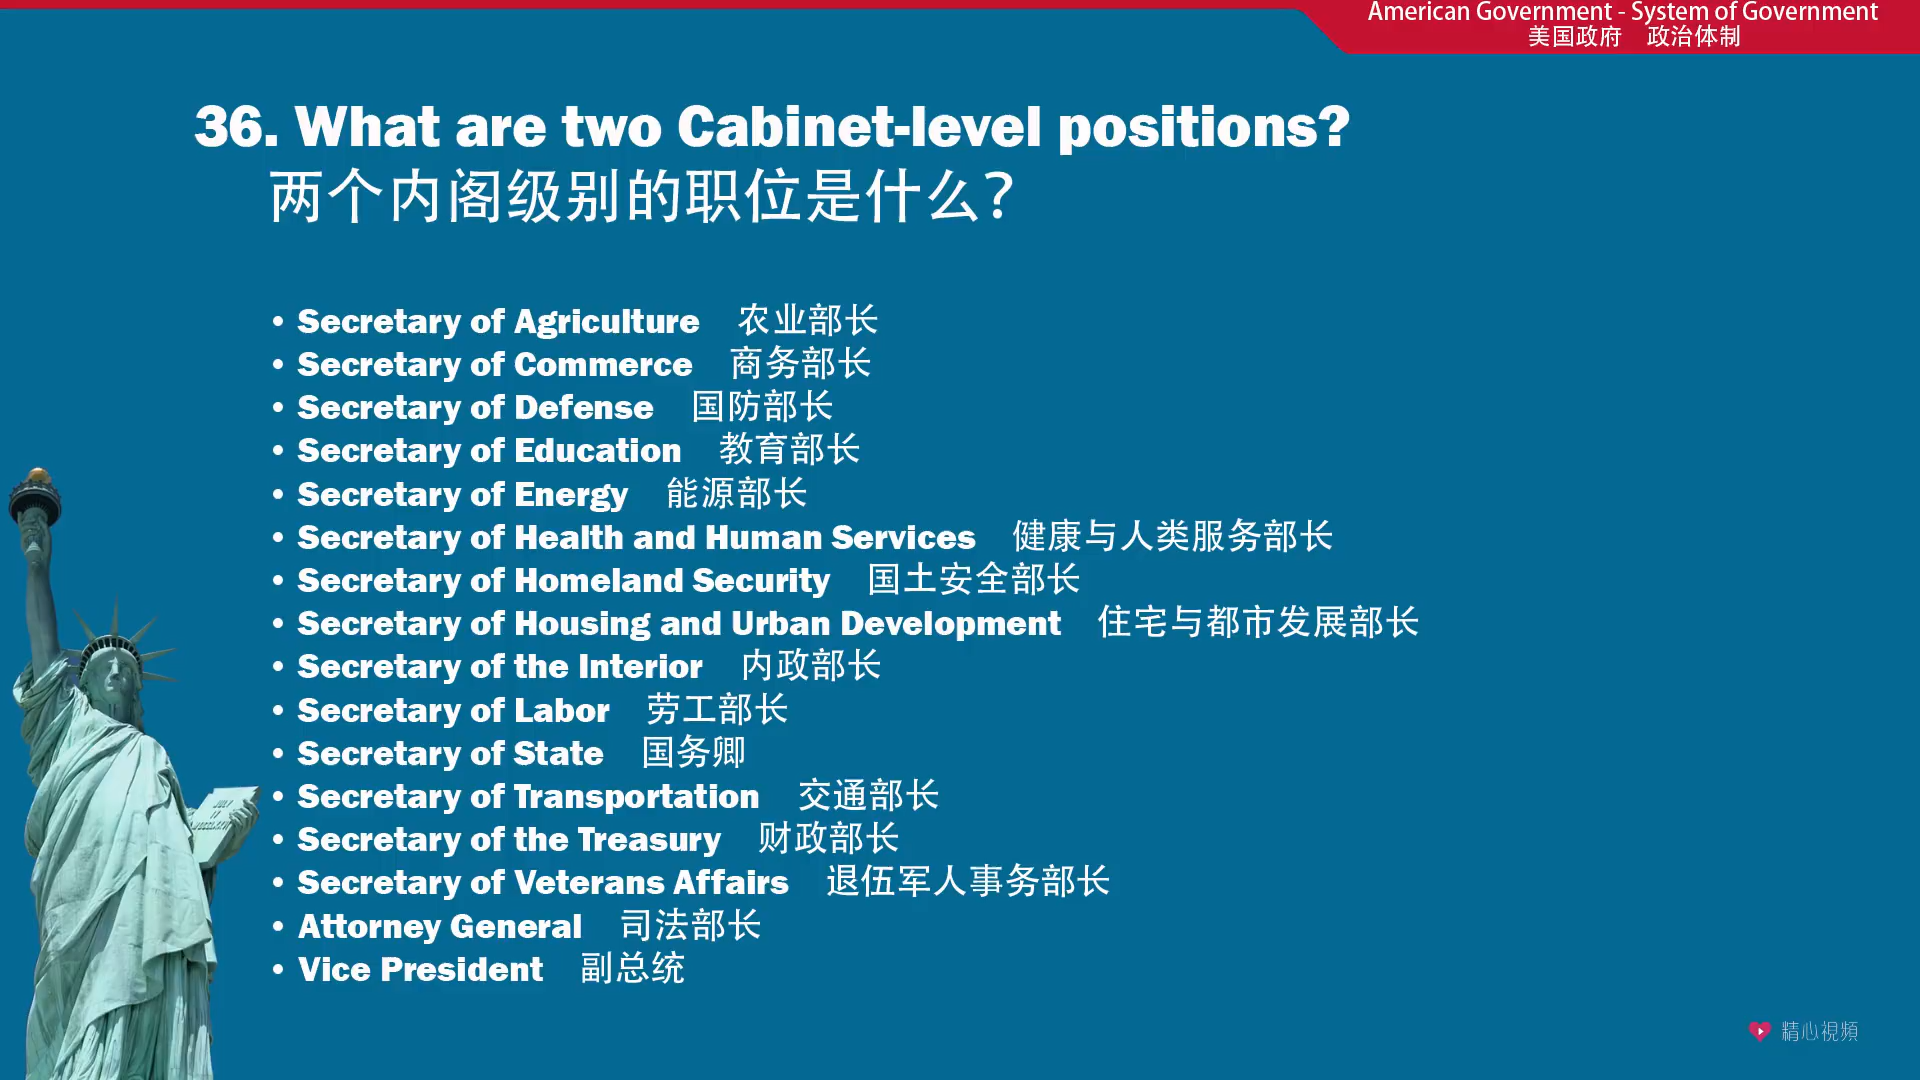 American Government - System of Government
美国政府 政治体制
36. What are two Cabinet-level positions?
两个内阁级别的职位是什么?
• Secretary of Agriculture 农业部长
• Secretary of Commerce 商务部长
• Secretary of Defense 国防部长
• Secretary of Education 教育部长
• Secretary of Energy 能源部长
• Secretary of Health and Human Services 健康与人类服务部长
• Secretary of Homeland Security 国土安全部长
• Secretary of Housing and Urban Development 住宅与都市发展部长
• Secretary of the Interior 内政部长
• Secretary of Labor 劳工部长
• Secretary of State 国务卿
• Secretary of Transportation 交通部长
• Secretary of the Treasury 财政部长
• Secretary of Veterans Affairs 退伍军人事务部长
• Attorney General 司法部长
• Vice President 副总统
JULY
精心視頻